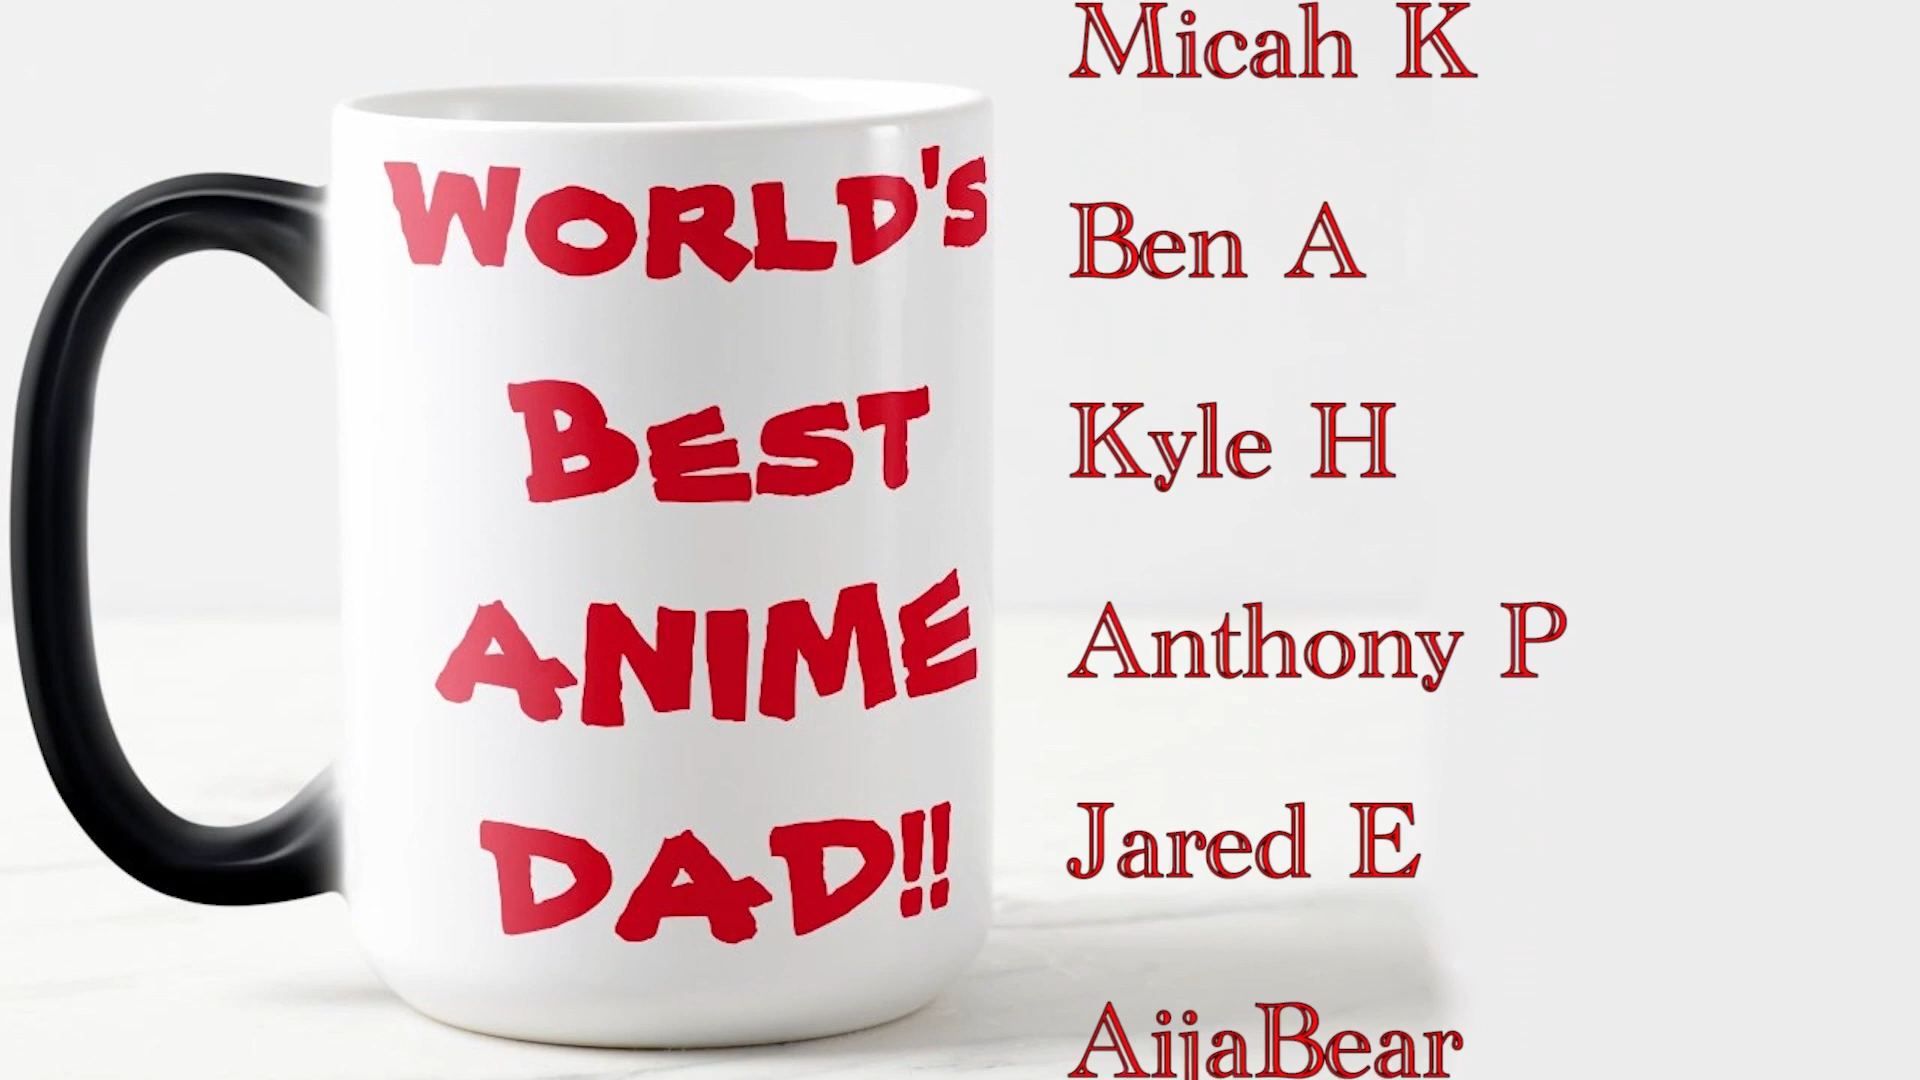 World's
Best
Anime
Dad!!
Micah K
Ben A
Kyle H
Anthony P
Jared E
AijaBear